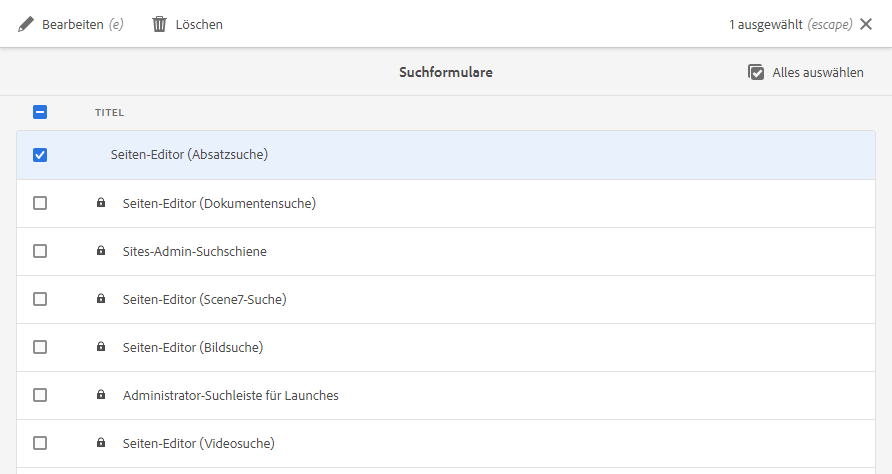 Bearbeiten (e) Löschen 1 ausgewählt (escape)
Suchformulare Alles auswählen
TITEL
Seiten-Editor (Absatzsuche)
Seiten-Editor (Dokumentensuche)
Sites-Admin-Suchschiene
Seiten-Editor (Scene7-Suche)
Seiten-Editor (Bildsuche)
Administrator-Suchleiste für Launches
Seiten-Editor (Videosuche)